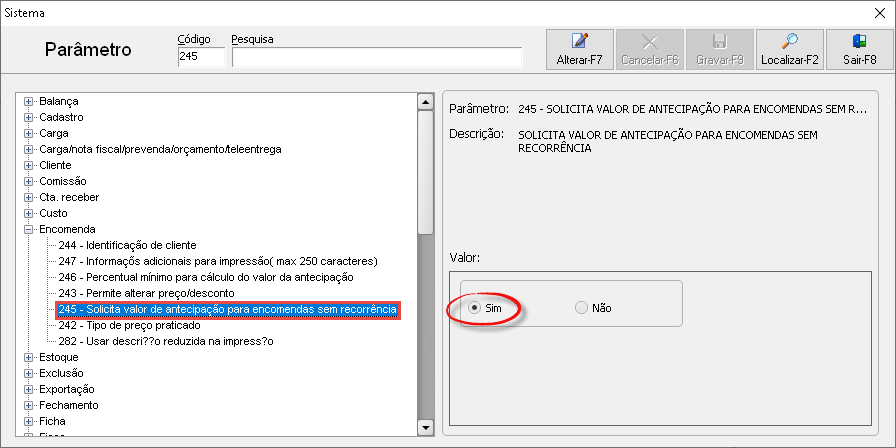 Sistema
Parâmetro
Código
245
Pesquisa
Alterar-F7
Cancelar-F6
Gravar-F9
Localizar-F2
Sair-F8
Balança
Cadastro
Carga
Carga/nota fiscal/prevenda/orçamento/teleentrega
Cliente
Comissão
Cta. receber
Custo
Encomenda
244 - Identificação de cliente
247 - Informaçõs adicionais para impressão( max 250 caracteres)
246 - Percentual mínimo para cálculo do valor da antecipação
243 - Permite alterar preço/desconto
245 - Solicita valor de antecipação para encomendas sem recorrência
242 - Tipo de preço praticado
282 - Usar descri??o reduzida na impress?o
Estoque
Exclusão
Exportação
Fechamento
Ficha
Parâmetro: 245 - SOLICITA VALOR DE ANTECIPAÇÃO PARA ENCOMENDAS SEM R...
Descrição: SOLICITA VALOR DE ANTECIPAÇÃO PARA ENCOMENDAS SEM
RECORRÊNCIA
Valor:
Sim
Não